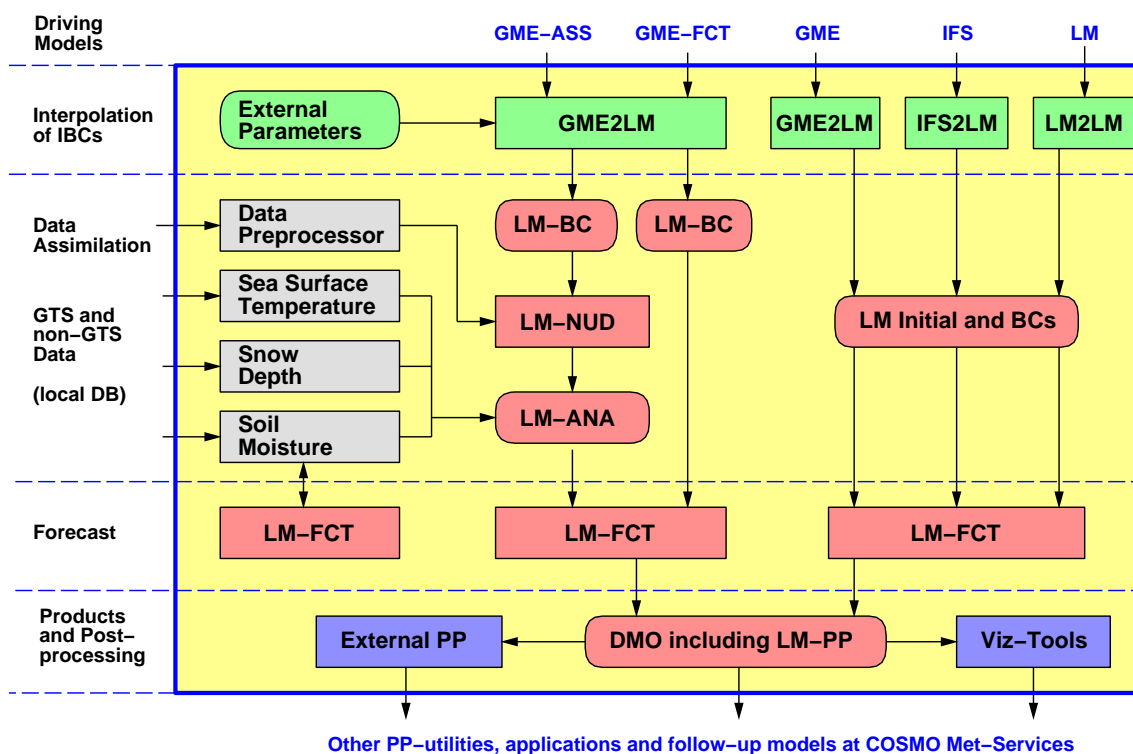 Driving
Models
GME−ASS GME−FCT GME IFS LM
Interpolation
of IBCs
External
Parameters
GME2LM GME2LM IFS2LM LM2LM
Data
Assimilation
Data
Preprocessor
LM−BC LM−BC
Sea Surface
Temperature
GTS and
non−GTS
Data
(local DB)
LM−NUD
LM Initial and BCs
Snow
Depth
LM−ANA
Soil
Moisture
Forecast
LM−FCT LM−FCT LM−FCT
Products
and Post−
processing
External PP DMO including LM−PP Viz−Tools
Other PP−utilities, applications and follow−up models at COSMO Met−Services